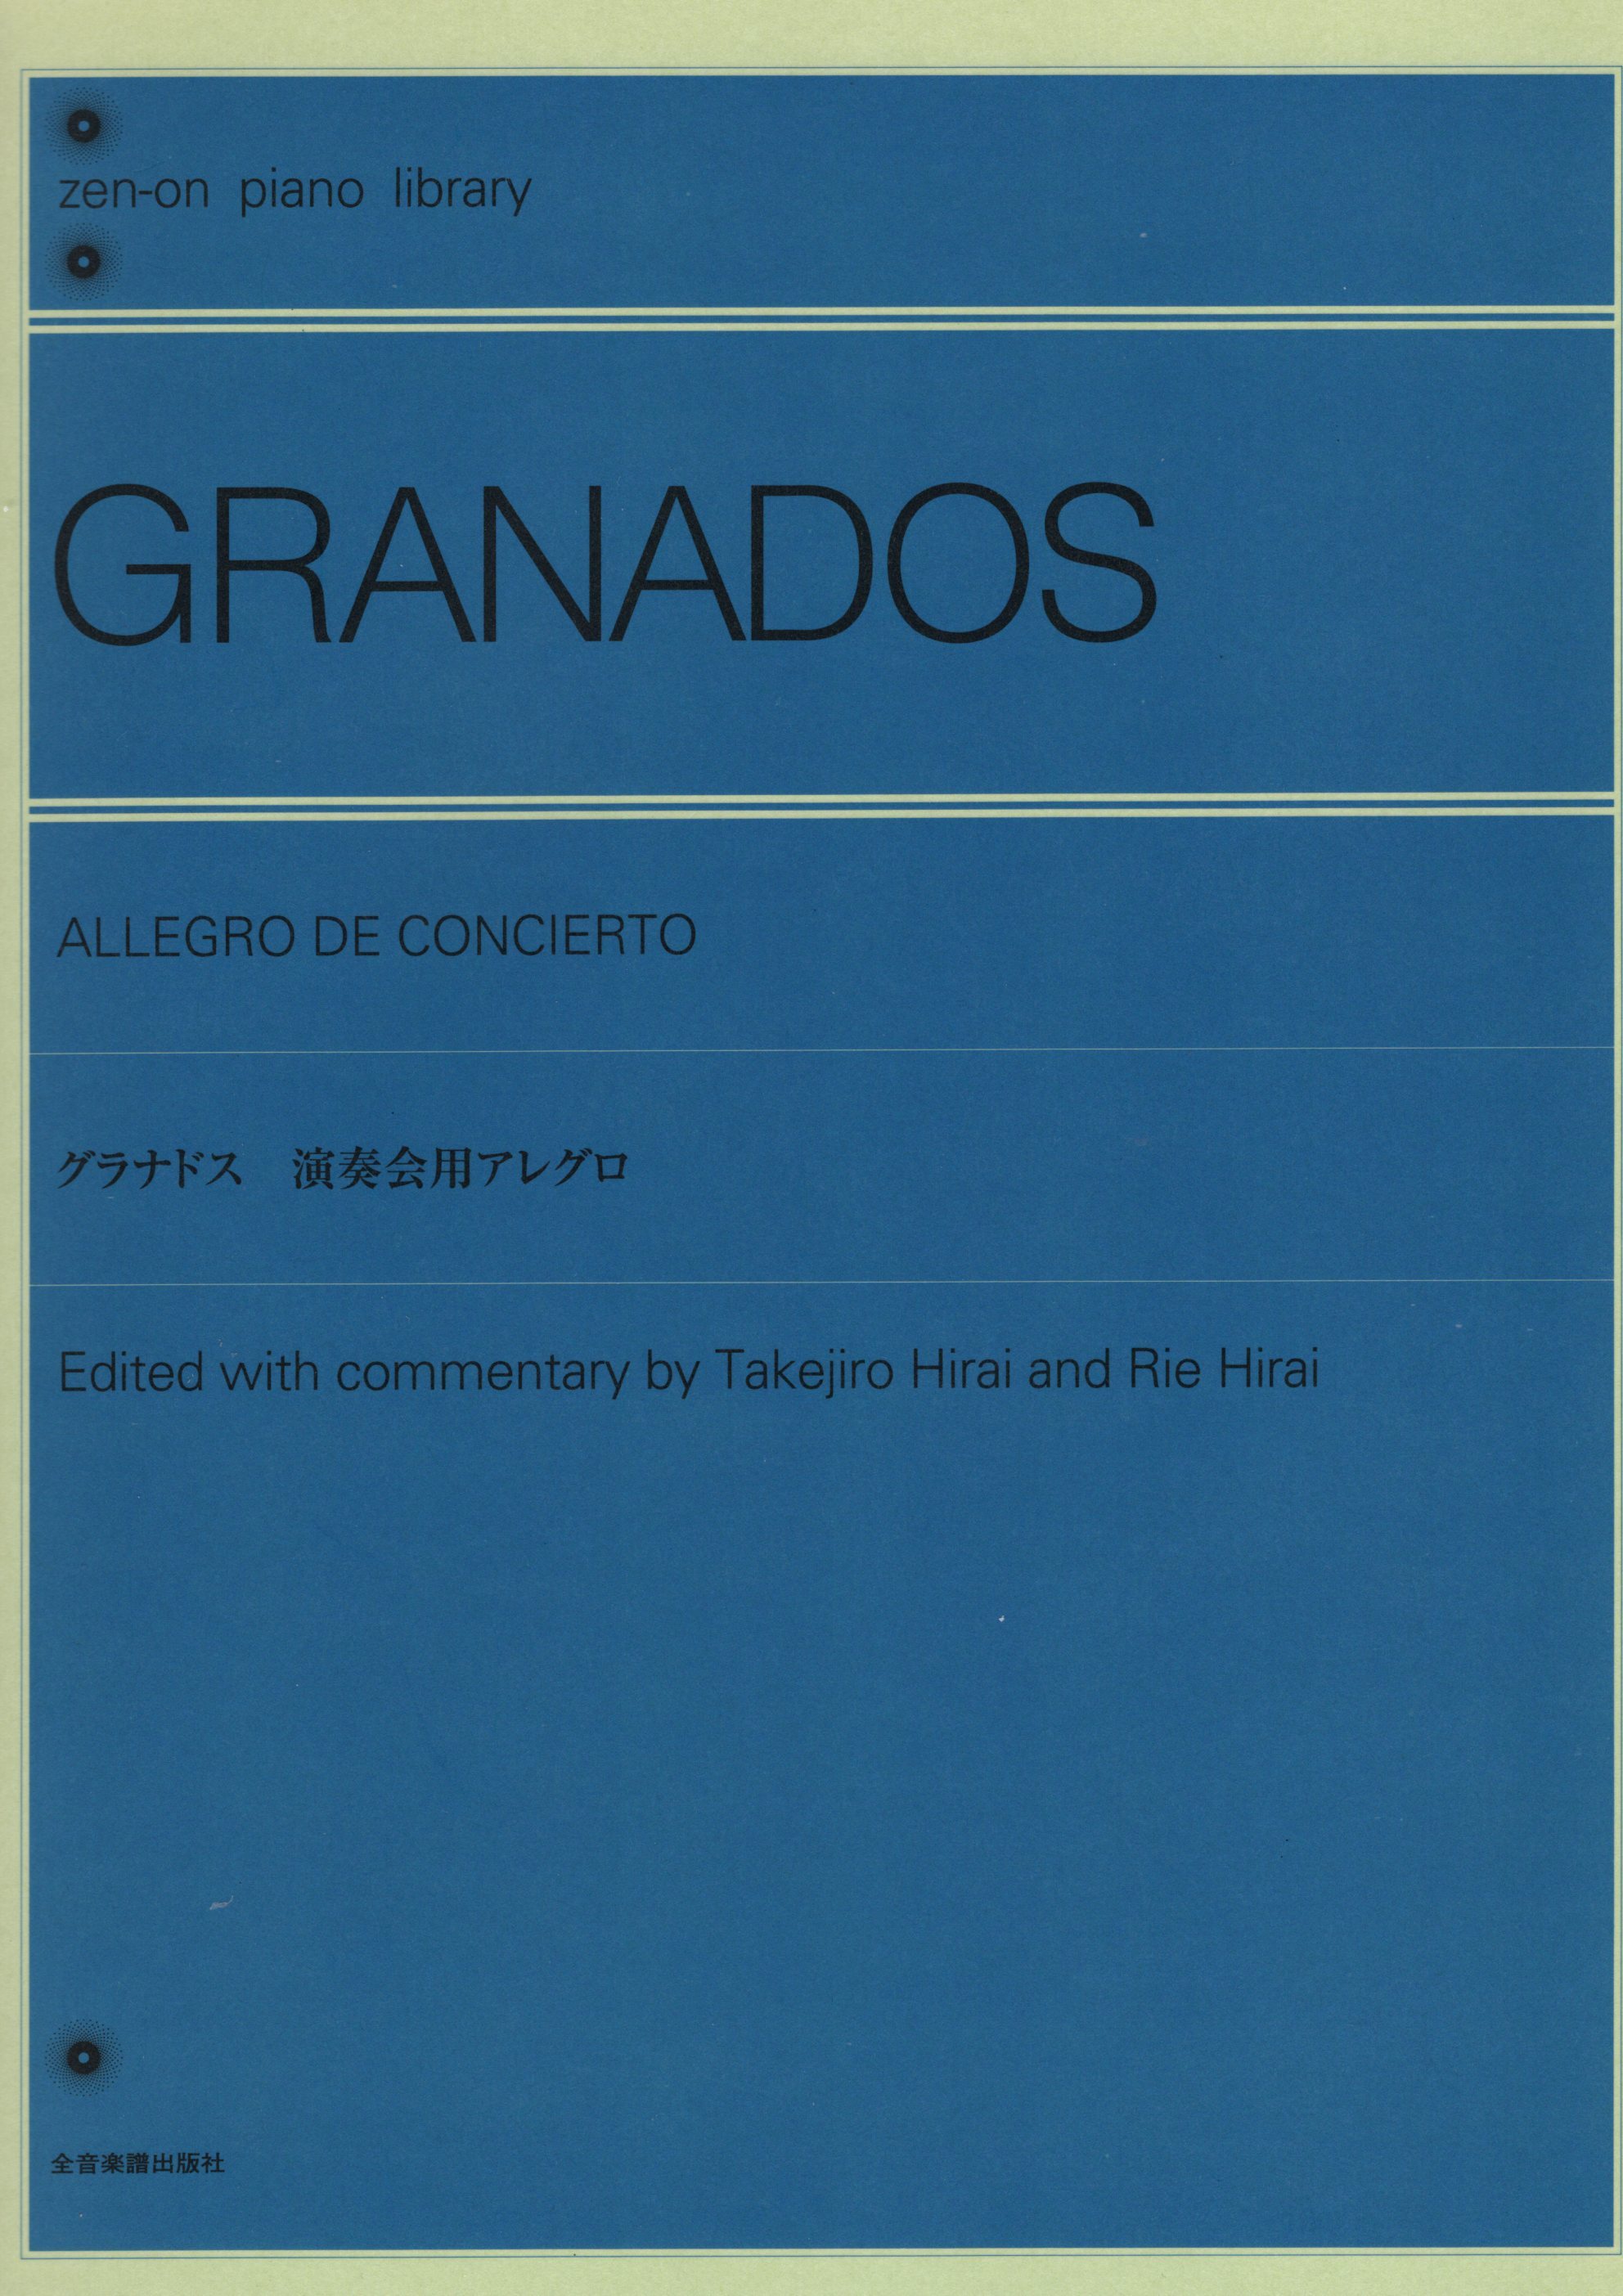 zen-on piano library
GRANADOS
ALLEGRO DE CONCIERTO
グラナドス　演奏会用アレグロ
Edited with commentary by Takejiro Hirai and Rie Hirai
全音楽譜出版社